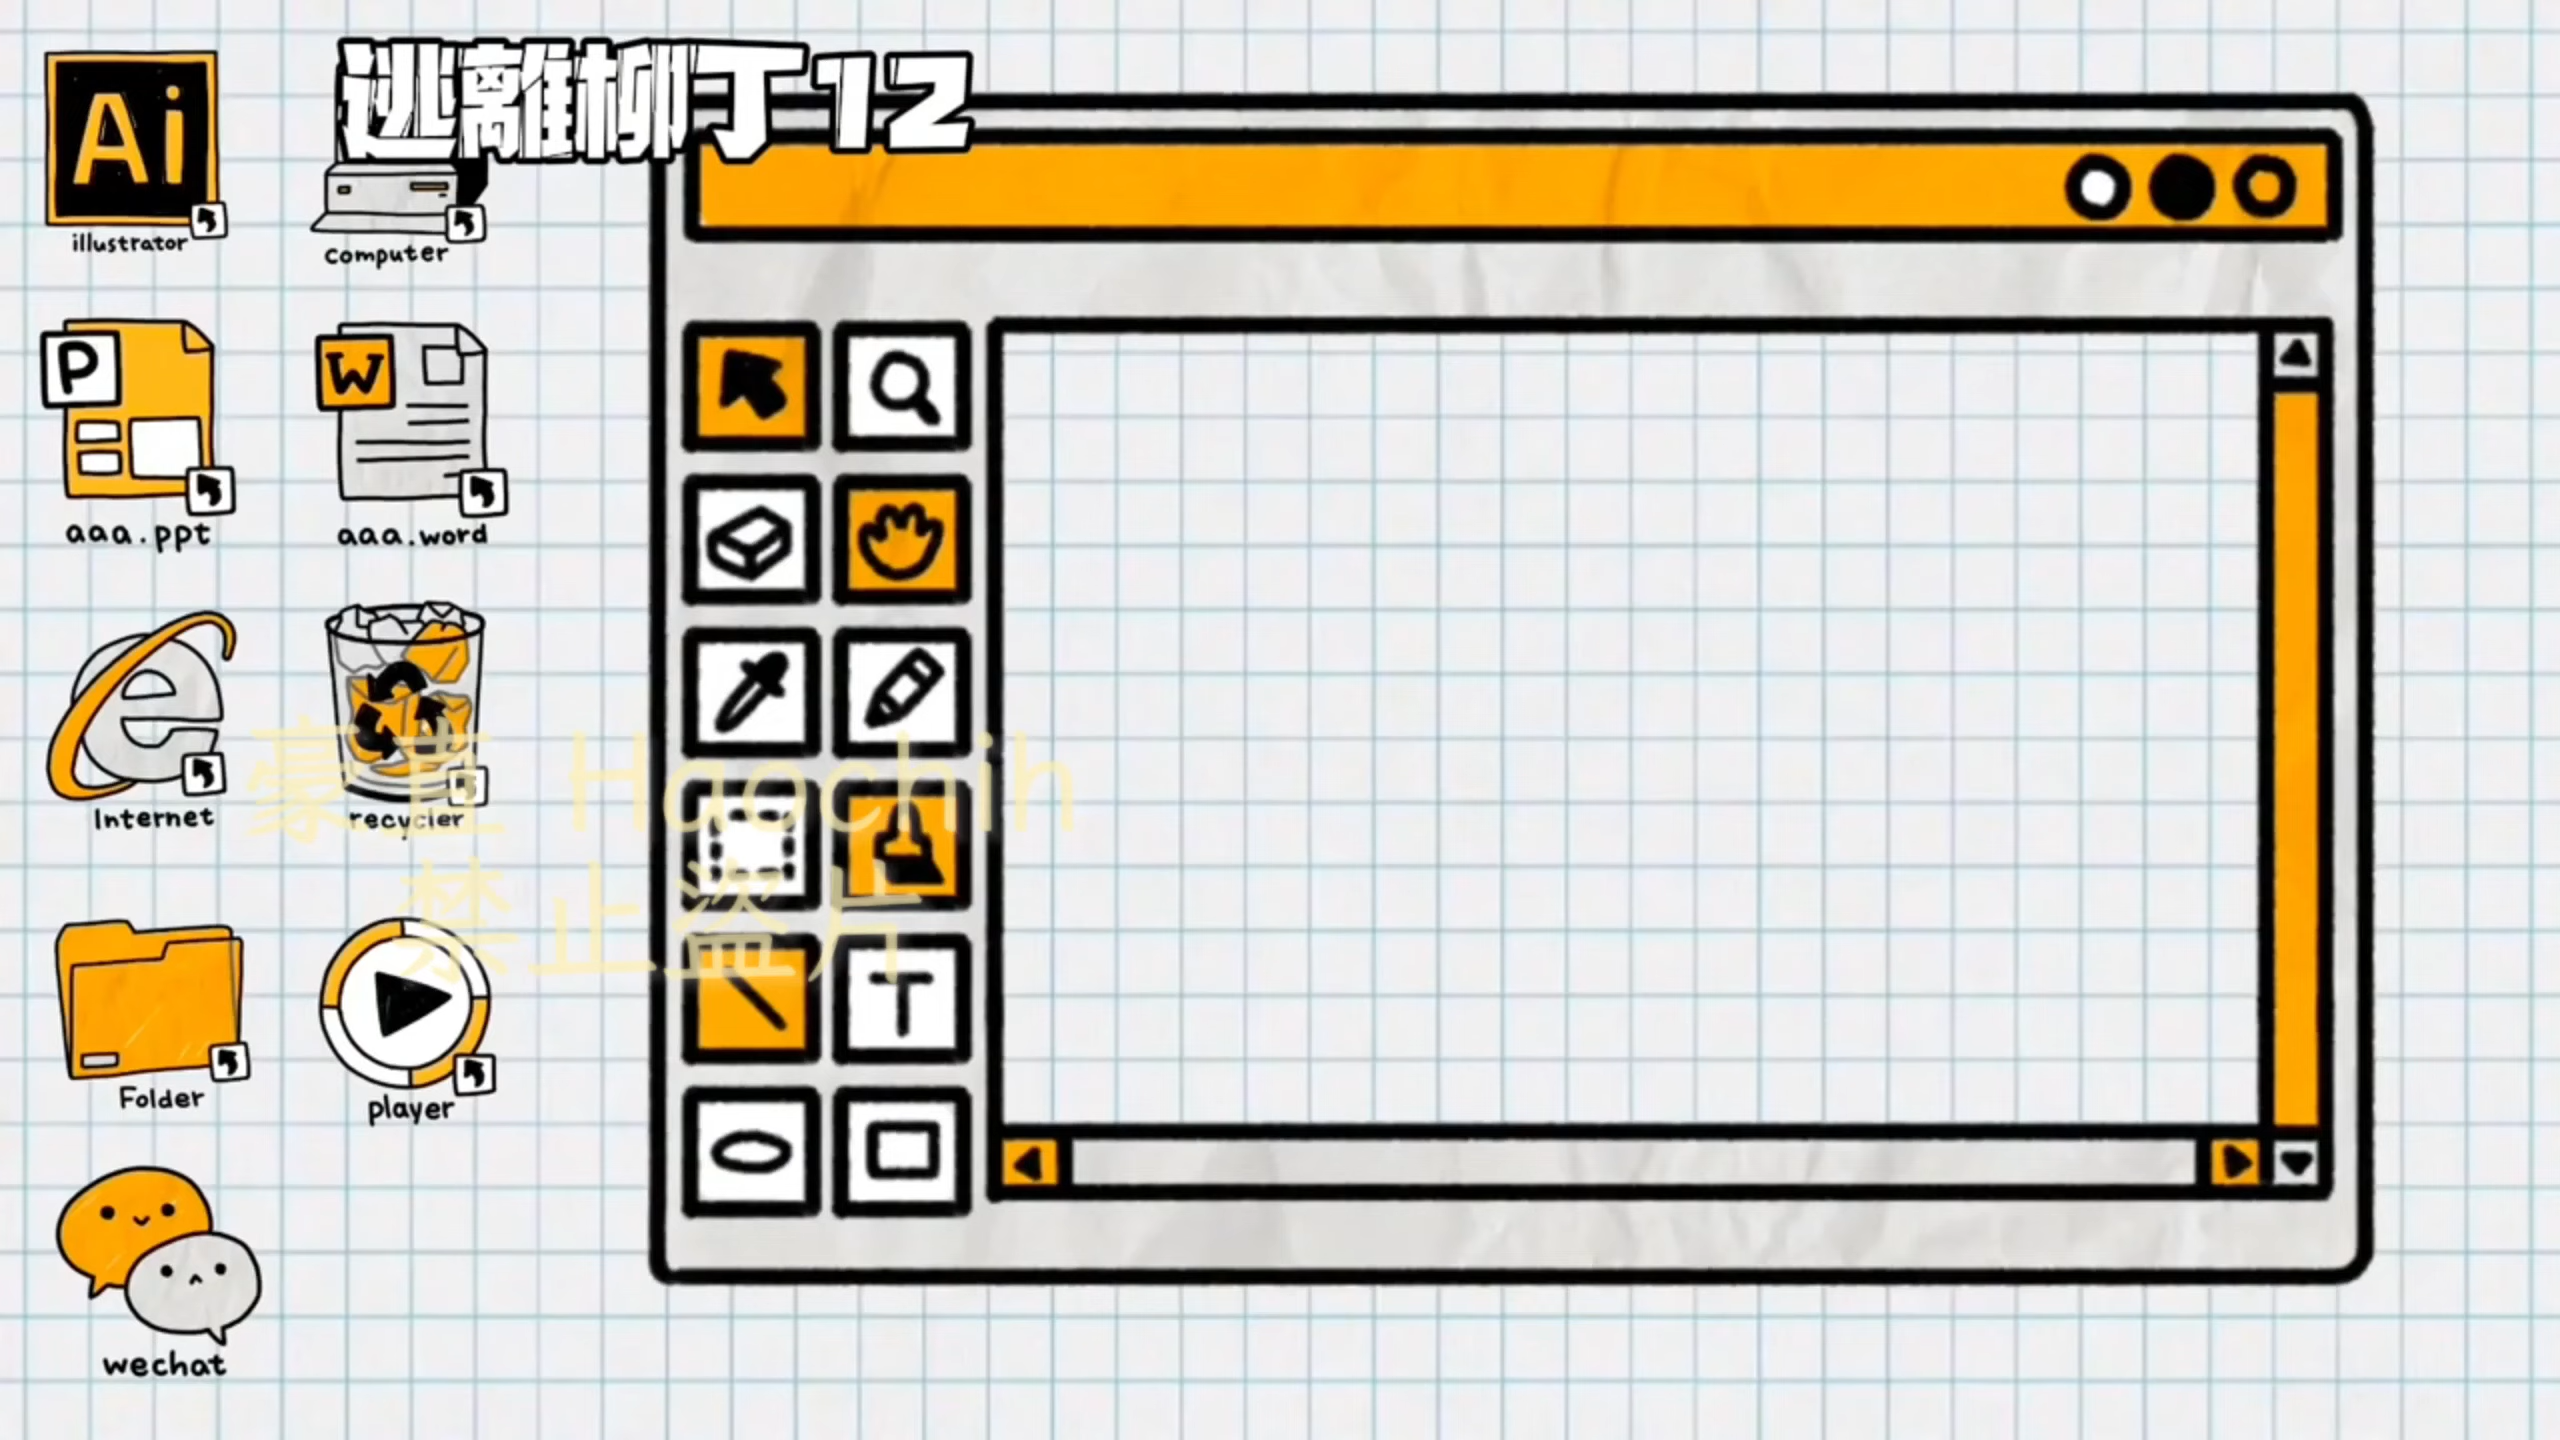 逃離柳丁12
Ai
illustrator
computer
P
aaa.ppt
W
aaa.word
e
Internet
recycler
豪直 Haochih
禁止盜片
T
Folder
player
wechat